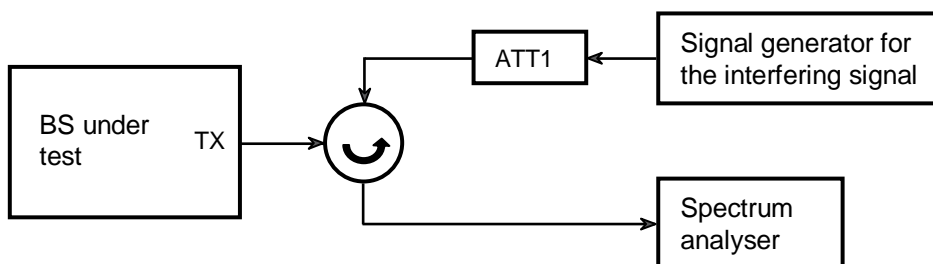 BS under
test
TX
ATT1
Signal generator for
the interfering signal
Spectrum
analyser